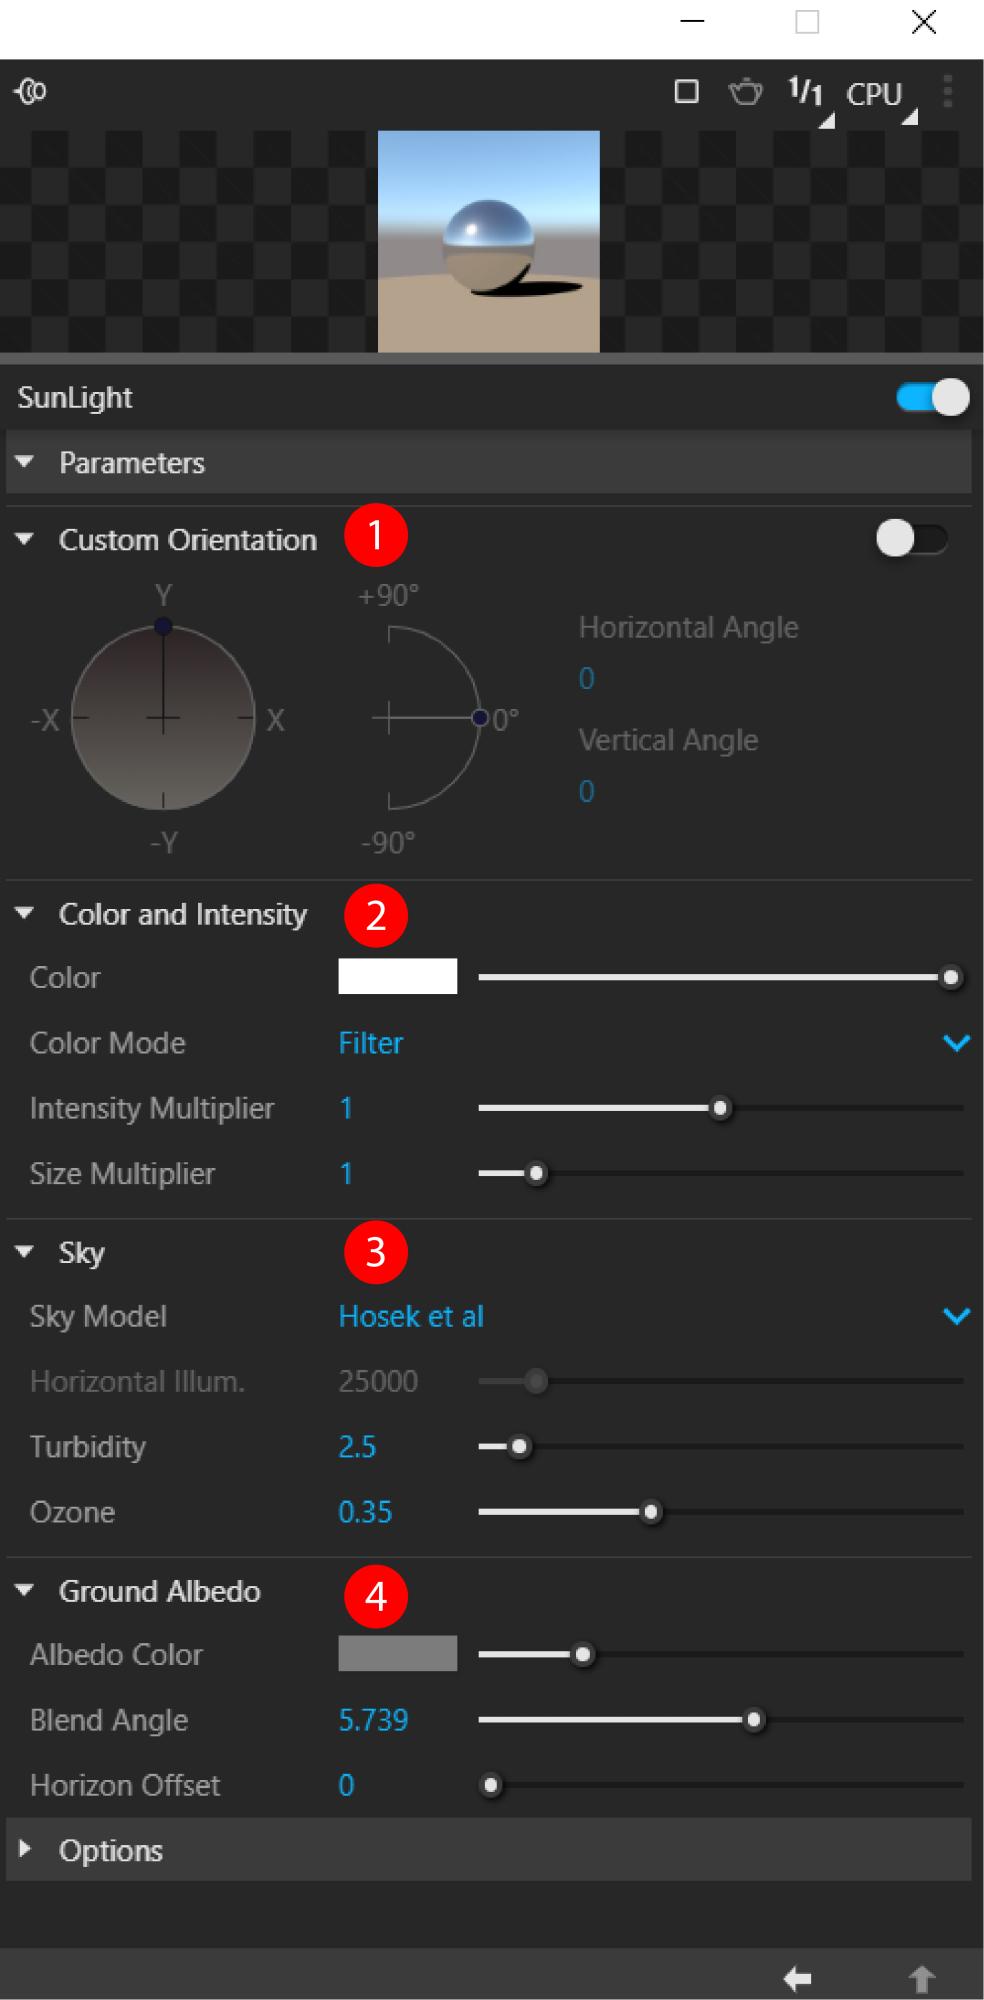 1/1 CPU
SunLight
Parameters
Custom Orientation 1
Y +90°
Horizontal Angle
0
-X X 0°
Vertical Angle
0
-Y -90°
Color and Intensity 2
Color
Color Mode Filter
Intensity Multiplier 1
Size Multiplier 1
Sky 3
Sky Model Hosek et al
Horizontal Illum. 25000
Turbidity 2.5
Ozone 0.35
Ground Albedo 4
Albedo Color
Blend Angle 5.739
Horizon Offset 0
Options